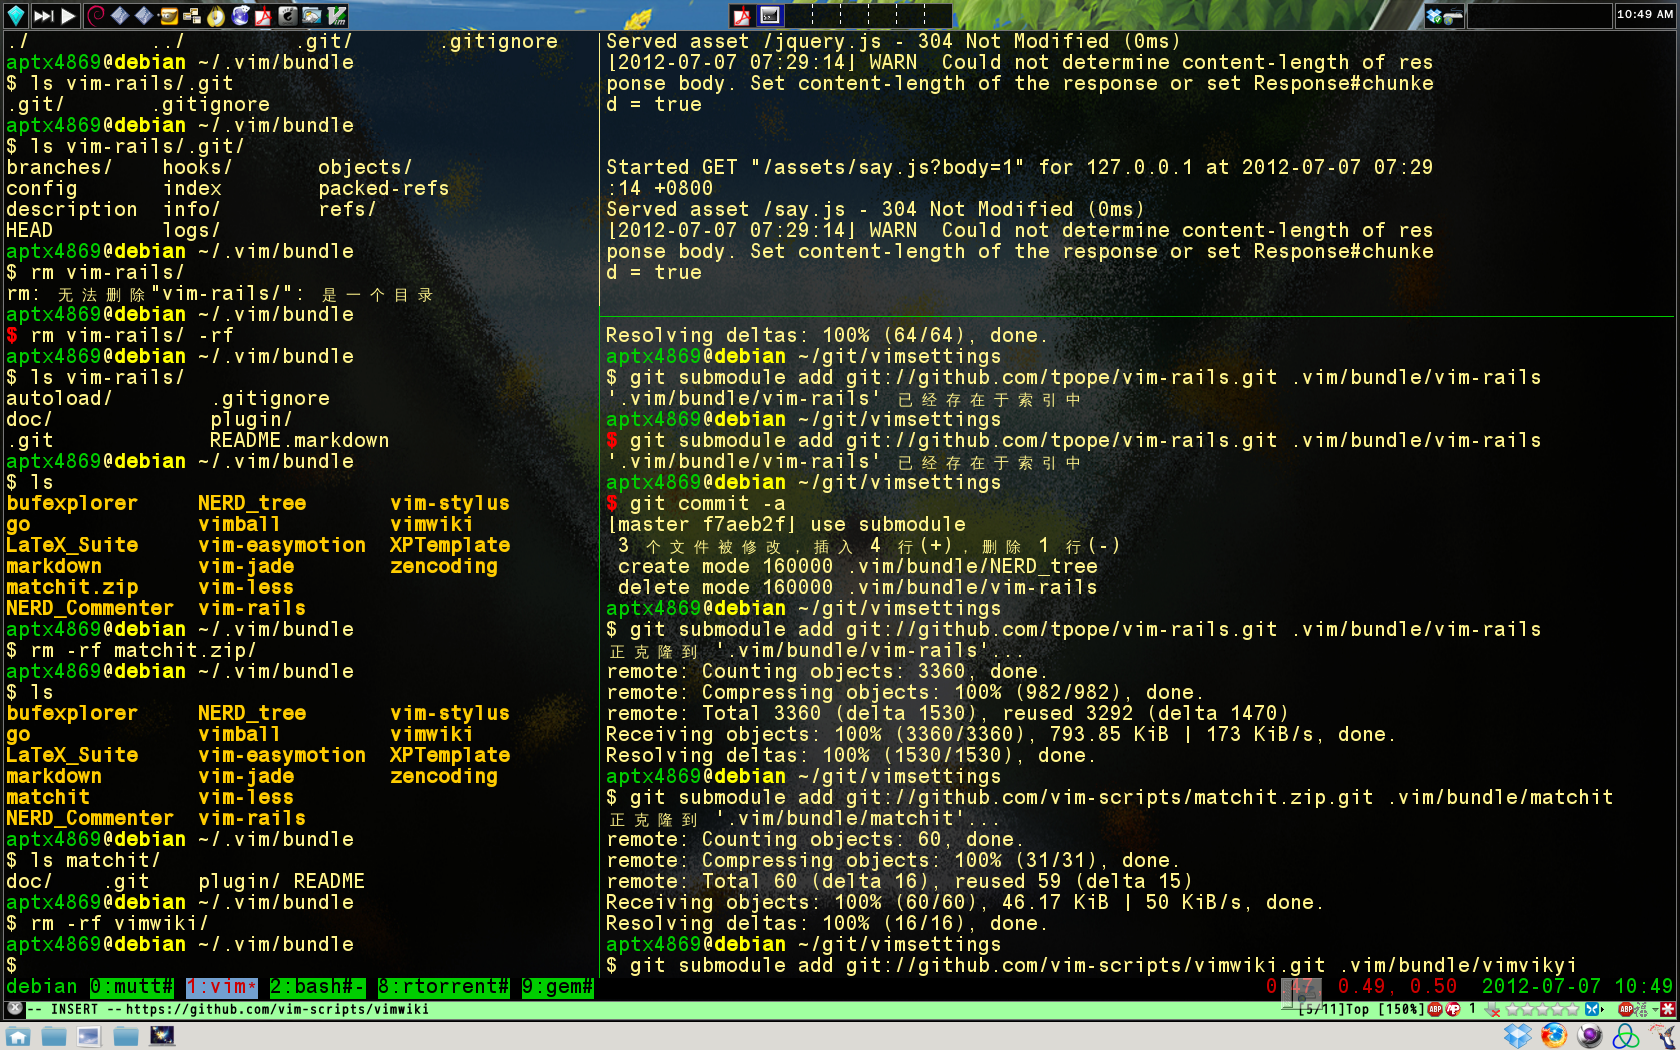 10:49 AM
./          ../         .git/       .gitignore
aptx4869@debian ~/.vim/bundle
$ ls vim-rails/.git
.git/       .gitignore
aptx4869@debian ~/.vim/bundle
$ ls vim-rails/.git/
branches/    hooks/       objects/
config       index        packed-refs
description  info/        refs/
HEAD         logs/
aptx4869@debian ~/.vim/bundle
$ rm vim-rails/
rm: 无法删除"vim-rails/": 是一个目录
aptx4869@debian ~/.vim/bundle
$ rm vim-rails/ -rf
aptx4869@debian ~/.vim/bundle
$ ls vim-rails/
autoload/        .gitignore
doc/             plugin/
.git             README.markdown
aptx4869@debian ~/.vim/bundle
$ ls
bufexplorer     NERD_tree       vim-stylus
go              vimball         vimwiki
LaTeX_Suite     vim-easymotion  XPTemplate
markdown        vim-jade        zencoding
matchit.zip     vim-less
NERD_Commenter  vim-rails
aptx4869@debian ~/.vim/bundle
$ rm -rf matchit.zip/
aptx4869@debian ~/.vim/bundle
$ ls
bufexplorer     NERD_tree       vim-stylus
go              vimball         vimwiki
LaTeX_Suite     vim-easymotion  XPTemplate
markdown        vim-jade        zencoding
matchit         vim-less
NERD_Commenter  vim-rails
aptx4869@debian ~/.vim/bundle
$ ls matchit/
doc/    .git    plugin/ README
aptx4869@debian ~/.vim/bundle
$ rm -rf vimwiki/
aptx4869@debian ~/.vim/bundle
$
Served asset /jquery.js - 304 Not Modified (0ms)
[2012-07-07 07:29:14] WARN  Could not determine content-length of res
ponse body. Set content-length of the response or set Response#chunke
d = true
Started GET "/assets/say.js?body=1" for 127.0.0.1 at 2012-07-07 07:29
:14 +0800
Served asset /say.js - 304 Not Modified (0ms)
[2012-07-07 07:29:14] WARN  Could not determine content-length of res
ponse body. Set content-length of the response or set Response#chunke
d = true
Resolving deltas: 100% (64/64), done.
aptx4869@debian ~/git/vimsettings
$ git submodule add git://github.com/tpope/vim-rails.git .vim/bundle/vim-rails
'.vim/bundle/vim-rails' 已经存在于索引中
aptx4869@debian ~/git/vimsettings
$ git submodule add git://github.com/tpope/vim-rails.git .vim/bundle/vim-rails
'.vim/bundle/vim-rails' 已经存在于索引中
aptx4869@debian ~/git/vimsettings
$ git commit -a
[master f7aeb2f] use submodule
 3 个文件被修改，插入 4 行(+)，删除 1 行(-)
 create mode 160000 .vim/bundle/NERD_tree
 delete mode 160000 .vim/bundle/vim-rails
aptx4869@debian ~/git/vimsettings
$ git submodule add git://github.com/tpope/vim-rails.git .vim/bundle/vim-rails
正克隆到 '.vim/bundle/vim-rails'...
remote: Counting objects: 3360, done.
remote: Compressing objects: 100% (982/982), done.
remote: Total 3360 (delta 1530), reused 3292 (delta 1470)
Receiving objects: 100% (3360/3360), 793.85 KiB | 173 KiB/s, done.
Resolving deltas: 100% (1530/1530), done.
aptx4869@debian ~/git/vimsettings
$ git submodule add git://github.com/vim-scripts/matchit.zip.git .vim/bundle/matchit
正克隆到 '.vim/bundle/matchit'...
remote: Counting objects: 60, done.
remote: Compressing objects: 100% (31/31), done.
remote: Total 60 (delta 16), reused 59 (delta 15)
Receiving objects: 100% (60/60), 46.17 KiB | 50 KiB/s, done.
Resolving deltas: 100% (16/16), done.
aptx4869@debian ~/git/vimsettings
$ git submodule add git://github.com/vim-scripts/vimwiki.git .vim/bundle/vimvikyi
debian 0:mutt# 1:vim* 2:bash#- 8:rtorrent# 9:gem# 0.47, 0.49, 0.50 2012-07-07 10:49
-- INSERT -- https://github.com/vim-scripts/vimwiki [5/11]Top [150%] ABP 1 ABP